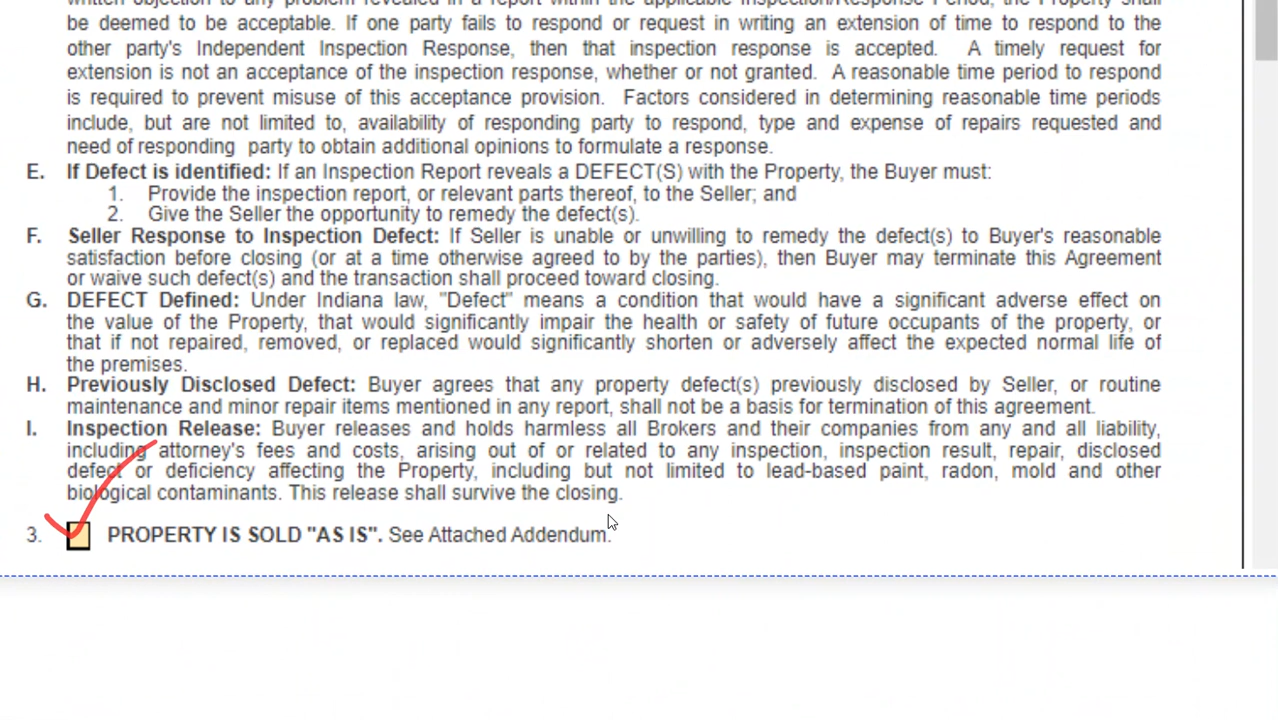 written objection to any problem revealed in a report within the applicable Inspection/Response Period, the Property shall
be deemed to be acceptable. If one party fails to respond or request in writing an extension of time to respond to the
other party's Independent Inspection Response, then that inspection response is accepted. A timely request for
extension is not an acceptance of the inspection response, whether or not granted. A reasonable time period to respond
is required to prevent misuse of this acceptance provision. Factors considered in determining reasonable time periods
include, but are not limited to, availability of responding party to respond, type and expense of repairs requested and
need of responding party to obtain additional opinions to formulate a response.
E. If Defect is identified: If an Inspection Report reveals a DEFECT(S) with the Property, the Buyer must:
1. Provide the inspection report, or relevant parts thereof, to the Seller; and
2. Give the Seller the opportunity to remedy the defect(s).
F. Seller Response to Inspection Defect: If Seller is unable or unwilling to remedy the defect(s) to Buyer's reasonable
satisfaction before closing (or at a time otherwise agreed to by the parties), then Buyer may terminate this Agreement
or waive such defect(s) and the transaction shall proceed toward closing.
G. DEFECT Defined: Under Indiana law, "Defect" means a condition that would have a significant adverse effect on
the value of the Property, that would significantly impair the health or safety of future occupants of the property, or
that if not repaired, removed, or replaced would significantly shorten or adversely affect the expected normal life of
the premises.
H. Previously Disclosed Defect: Buyer agrees that any property defect(s) previously disclosed by Seller, or routine
maintenance and minor repair items mentioned in any report, shall not be a basis for termination of this agreement.
I. Inspection Release: Buyer releases and holds harmless all Brokers and their companies from any and all liability,
including attorney's fees and costs, arising out of or related to any inspection, inspection result, repair, disclosed
defect or deficiency affecting the Property, including but not limited to lead-based paint, radon, mold and other
biological contaminants. This release shall survive the closing.
3. PROPERTY IS SOLD "AS IS". See Attached Addendum.